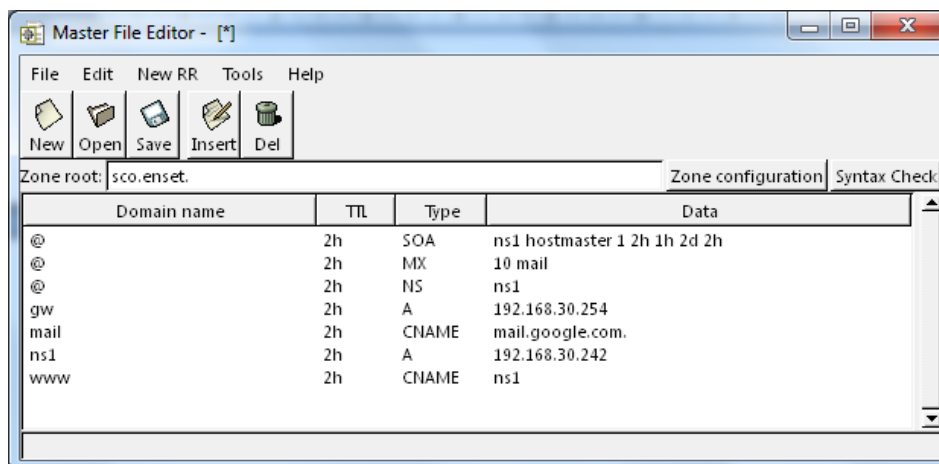 Master File Editor - [*]
File Edit New RR Tools Help
New Open Save Insert Del
Zone root: sco.enset. Zone configuration Syntax Check
Domain name TTL Type Data
@ 2h SOA ns1 hostmaster 1 2h 1h 2d 2h
@ 2h MX 10 mail
@ 2h NS ns1
gw 2h A 192.168.30.254
mail 2h CNAME mail.google.com.
ns1 2h A 192.168.30.242
www 2h CNAME ns1